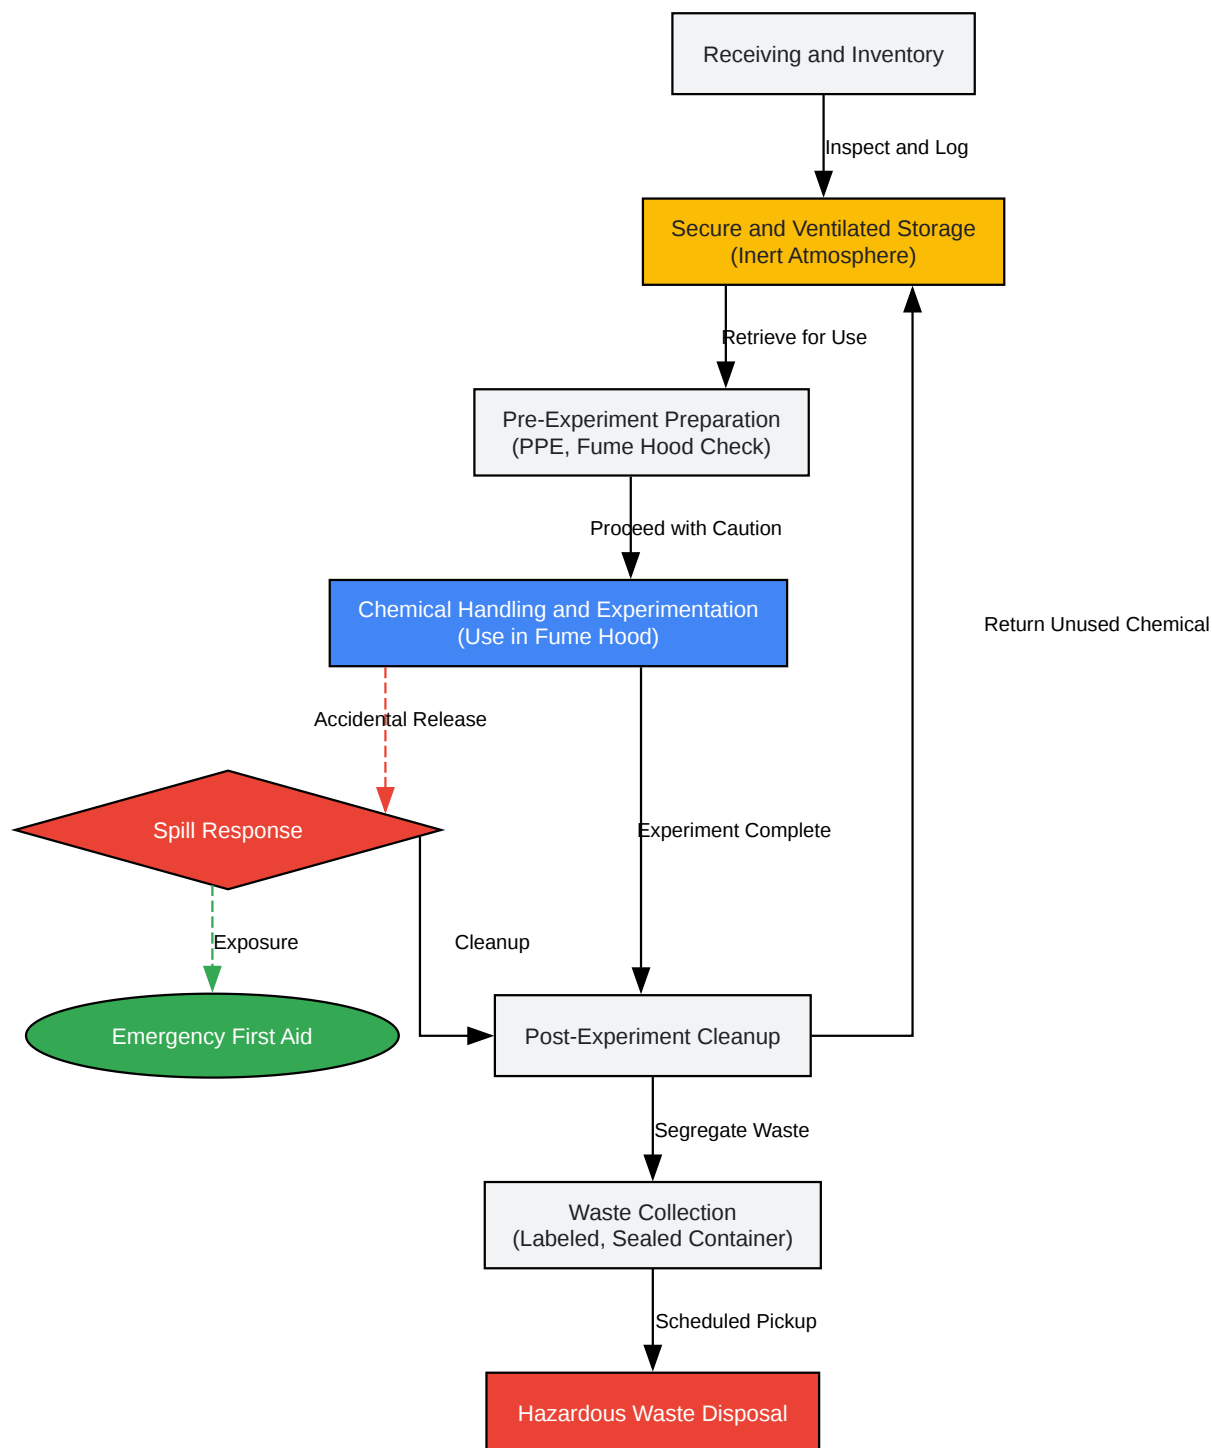 Receiving and Inventory
Inspect and Log
Secure and Ventilated Storage
(Inert Atmosphere)
Retrieve for Use
Pre-Experiment Preparation
(PPE, Fume Hood Check)
Proceed with Caution
Chemical Handling and Experimentation
(Use in Fume Hood)
Return Unused Chemical
Accidental Release
Spill Response
Experiment Complete
Exposure
Cleanup
Emergency First Aid
Post-Experiment Cleanup
Segregate Waste
Waste Collection
(Labeled, Sealed Container)
Scheduled Pickup
Hazardous Waste Disposal